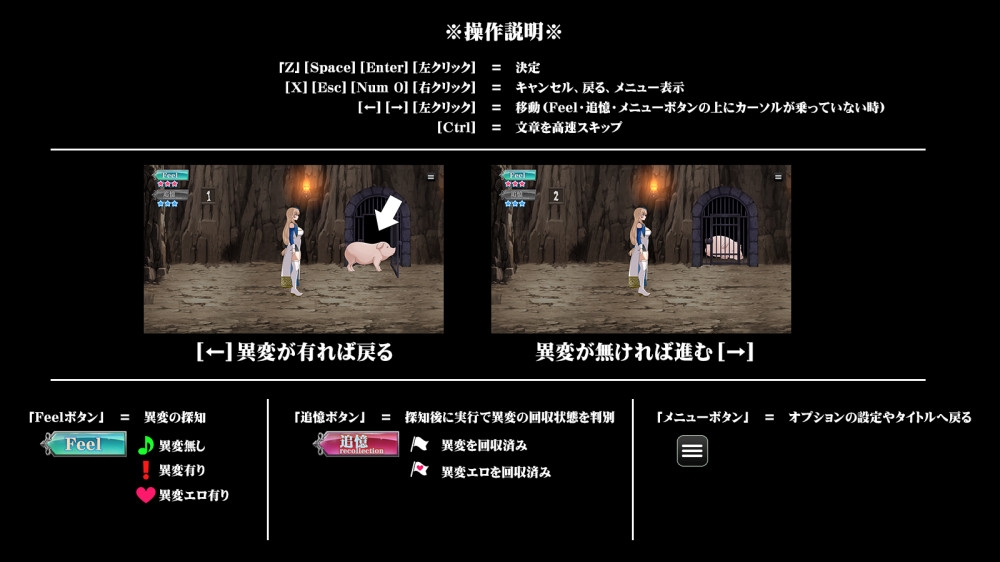 ※操作説明※
『Z』[Space][Enter][左クリック] = 決定
[X][Esc][Num 0][右クリック] = キャンセル、戻る、メニュー表示
[←][→][左クリック] = 移動(Feel・追憶・メニューボタンの上にカーソルが乗っていない時)
[Ctrl] = 文章を高速スキップ
Feel
1
Feel
2
[←]異変が有れば戻る
異変が無ければ進む[→]
『Feelボタン』 = 異変の探知
Feel
異変無し
異変有り
異変エロ有り
『追憶ボタン』 = 探知後に実行で異変の回収状態を判別
追憶
recollection
異変を回収済み
異変エロを回収済み
『メニューボタン』 = オプションの設定やタイトルへ戻る